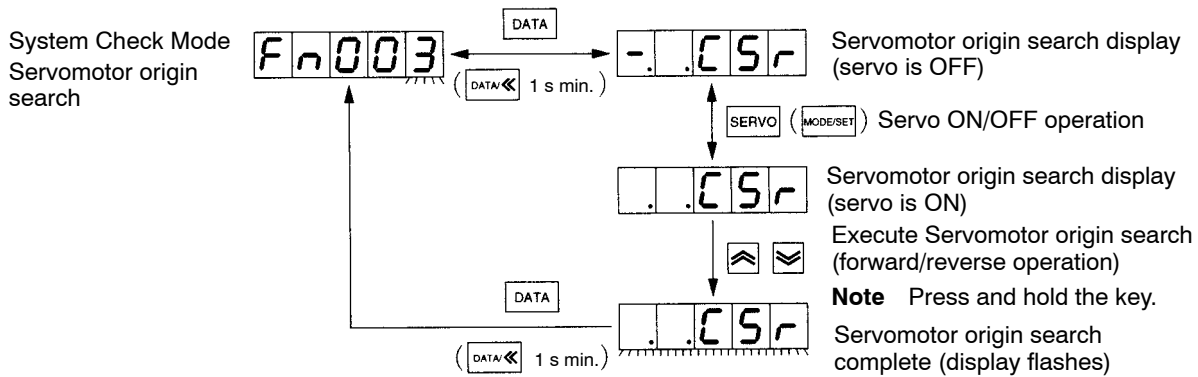 System Check Mode
Servomotor origin
search
Fn003
DATA
(DATA/≪ 1 s min.)
-. .CSr
Servomotor origin search display
(servo is OFF)
SERVO (MODE/SET) Servo ON/OFF operation
. .CSr
Servomotor origin search display
(servo is ON)
Execute Servomotor origin search
(forward/reverse operation)
Note Press and hold the key.
DATA
(DATA/≪ 1 s min.)
. .CSr
Servomotor origin search
complete (display flashes)